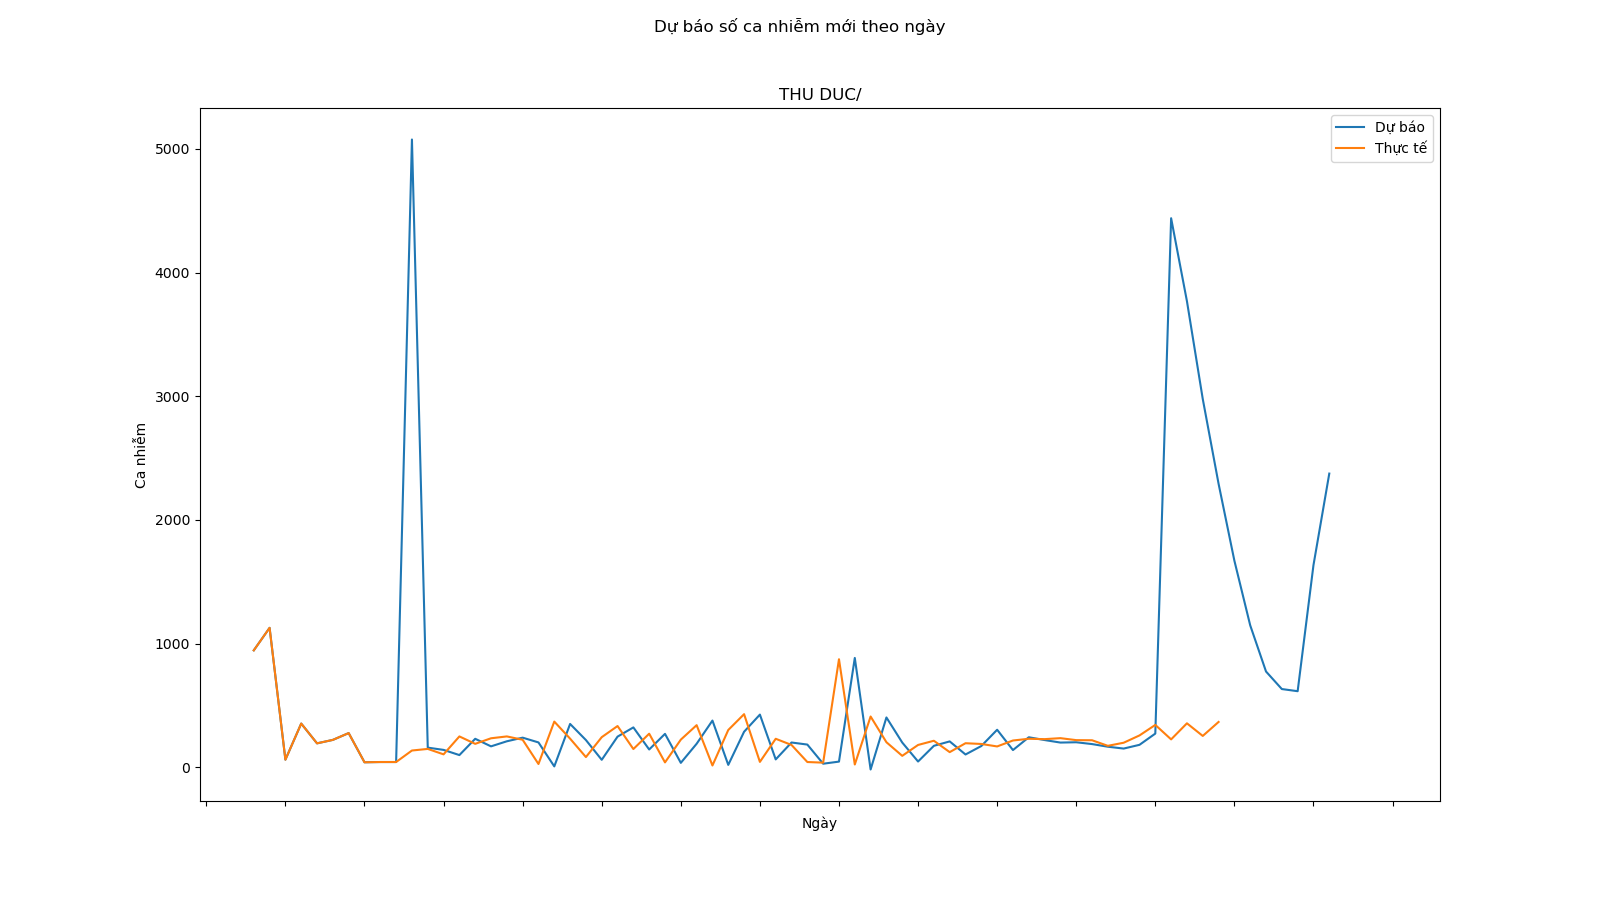 Dự báo số ca nhiễm mới theo ngày
THU DUC/
Dự báo
Thực tế
5000
4000
3000
2000
1000
0
Ca nhiễm
Ngày